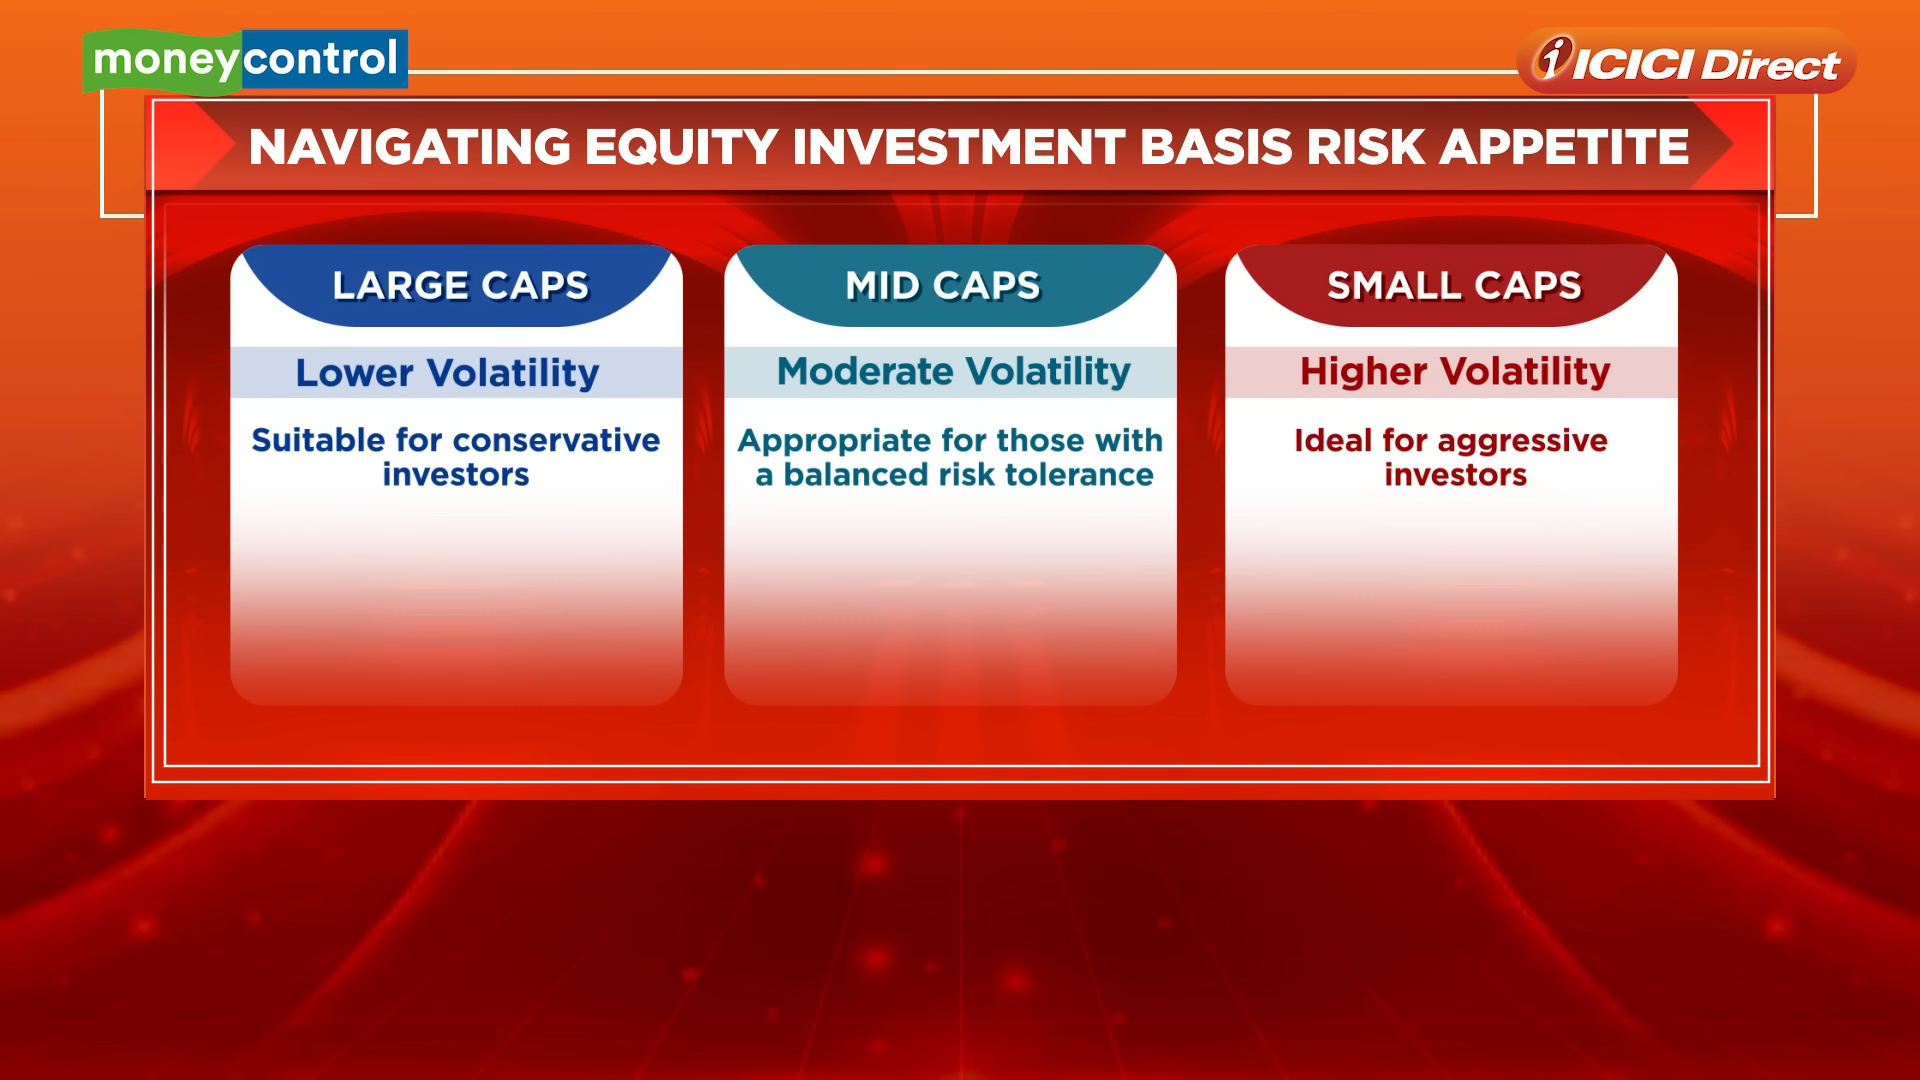 moneycontrol
ICICI Direct
NAVIGATING EQUITY INVESTMENT BASIS RISK APPETITE
LARGE CAPS
Lower Volatility
Suitable for conservative
investors
MID CAPS
Moderate Volatility
Appropriate for those with
a balanced risk tolerance
SMALL CAPS
Higher Volatility
Ideal for aggressive
investors